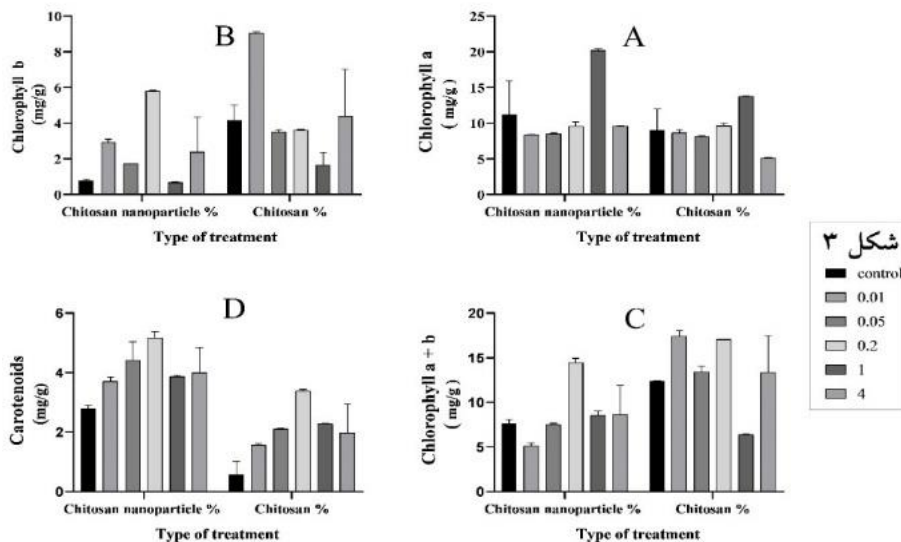 B
Chlorophyll b
(mg/g)
10
8
6
4
2
0
Chitosan nanoparticle %
Chitosan %
Type of treatment
A
Chlorophyll a
( mg/g)
25
20
15
10
5
0
Chitosan nanoparticle %
Chitosan %
Type of treatment
D
Carotenoids
(mg/g)
6
4
2
0
Chitosan nanoparticle %
Chitosan %
Type of treatment
C
Chlorophyll a + b
( mg/g)
20
15
10
5
0
Chitosan nanoparticle %
Chitosan %
Type of treatment
شکل ۳
control
0.01
0.05
0.2
1
4